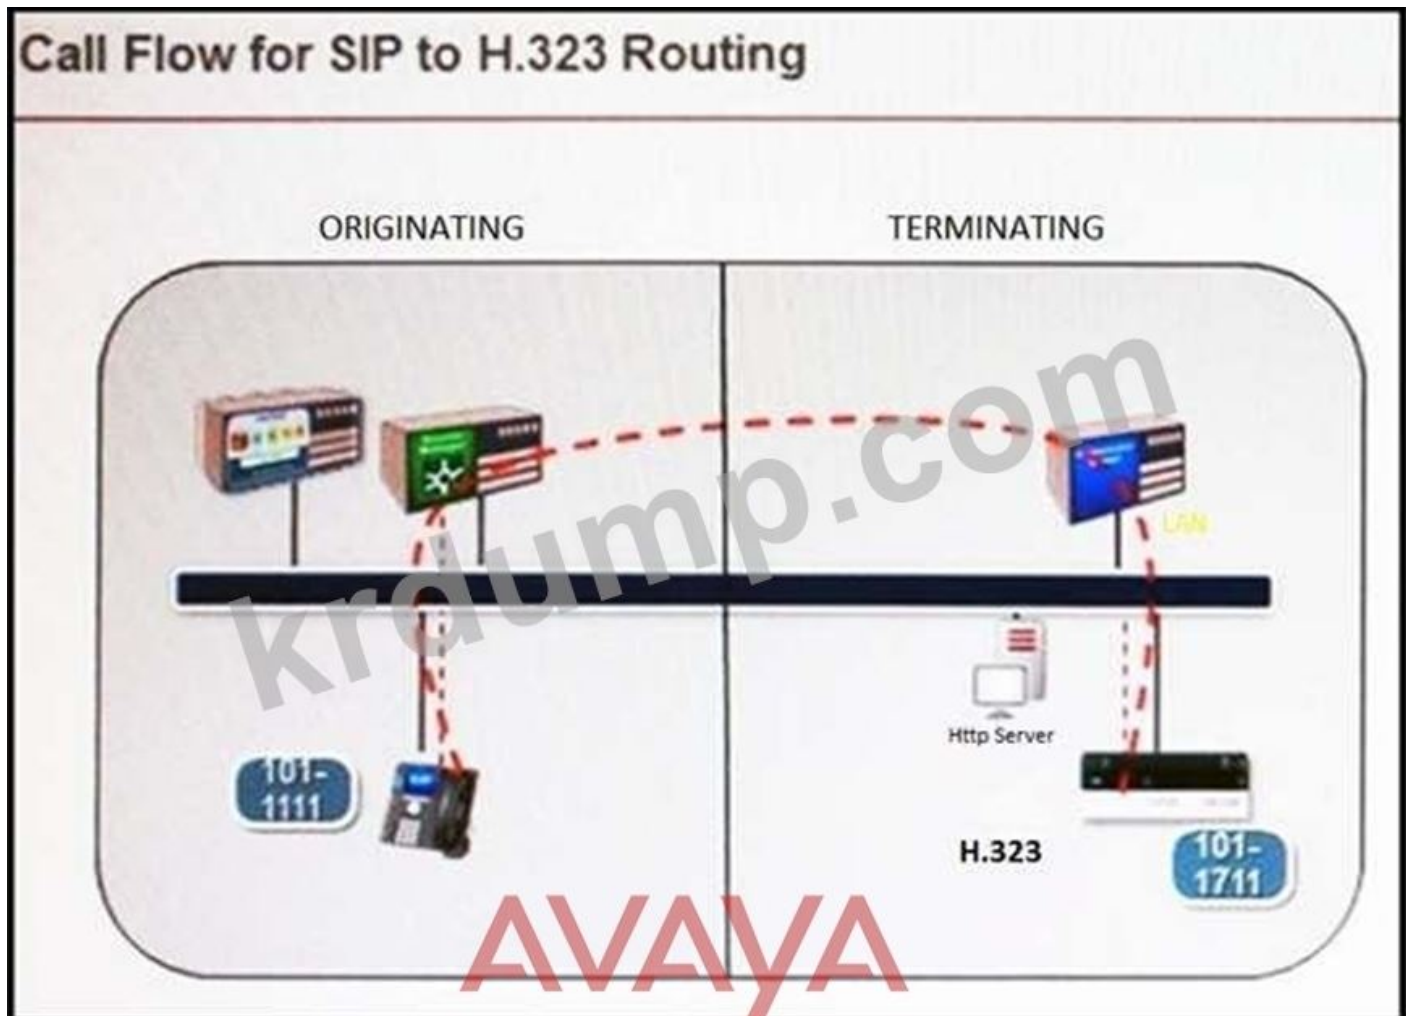 Call Flow for SIP to H.323 Routing
ORIGINATING
TERMINATING
krdump.com
LAN
Http Server
101-
1111
H.323
101-
1711
AVAYA